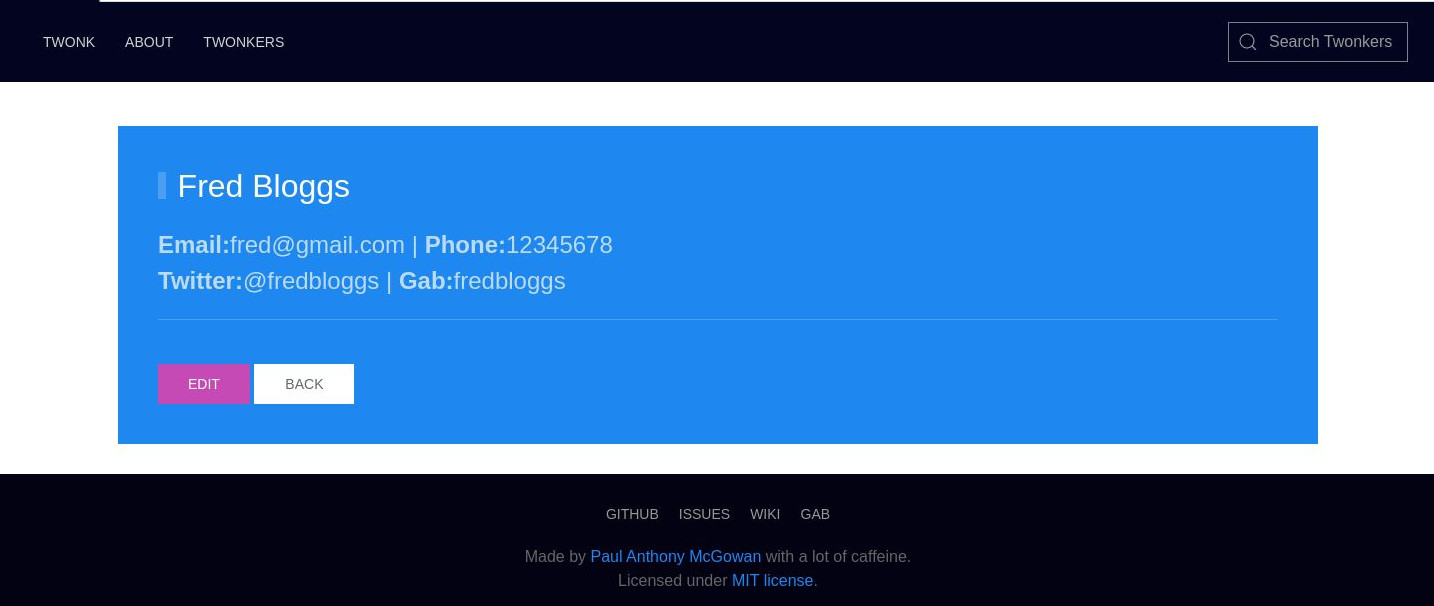 TWONK ABOUT TWONKERS Search Twonkers
Fred Bloggs
Email:fred@gmail.com | Phone:12345678
Twitter:@fredbloggs | Gab:fredbloggs
EDIT BACK
GITHUB ISSUES WIKI GAB
Made by Paul Anthony McGowan with a lot of caffeine.
Licensed under MIT license.